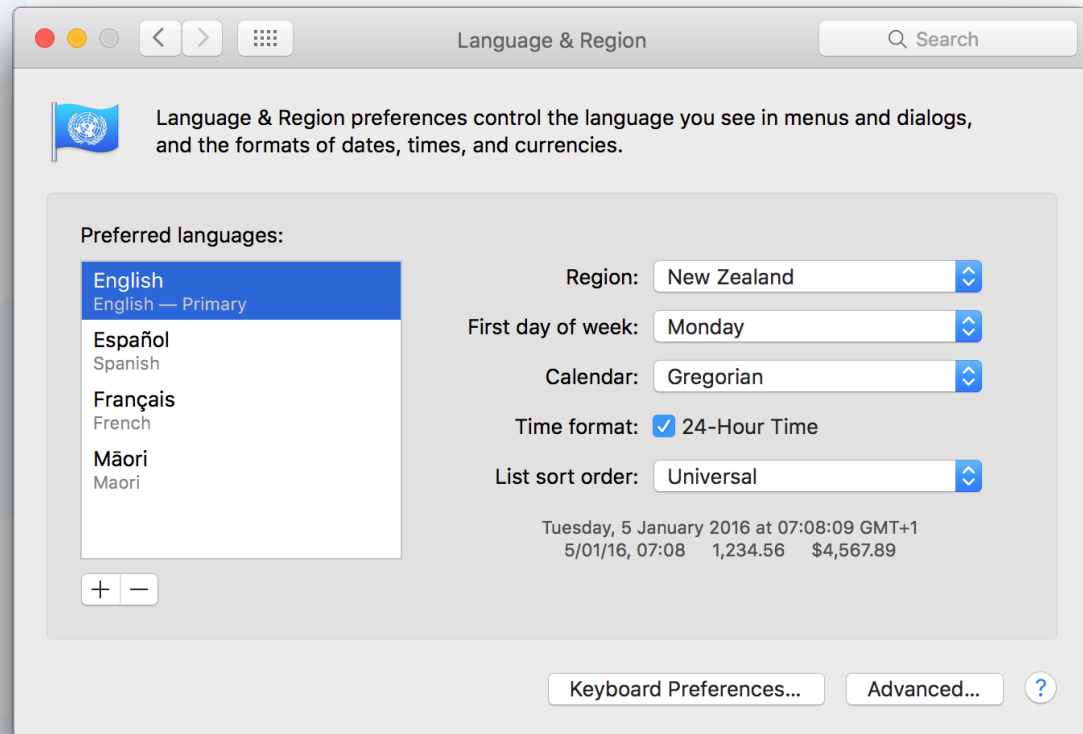 Language & Region
Search
Language & Region preferences control the language you see in menus and dialogs,
and the formats of dates, times, and currencies.
Preferred languages:
English
English — Primary
Español
Spanish
Français
French
Māori
Maori
Region: New Zealand
First day of week: Monday
Calendar: Gregorian
Time format: 24-Hour Time
List sort order: Universal
Tuesday, 5 January 2016 at 07:08:09 GMT+1
5/01/16, 07:08 1,234.56 $4,567.89
Keyboard Preferences... Advanced... ?